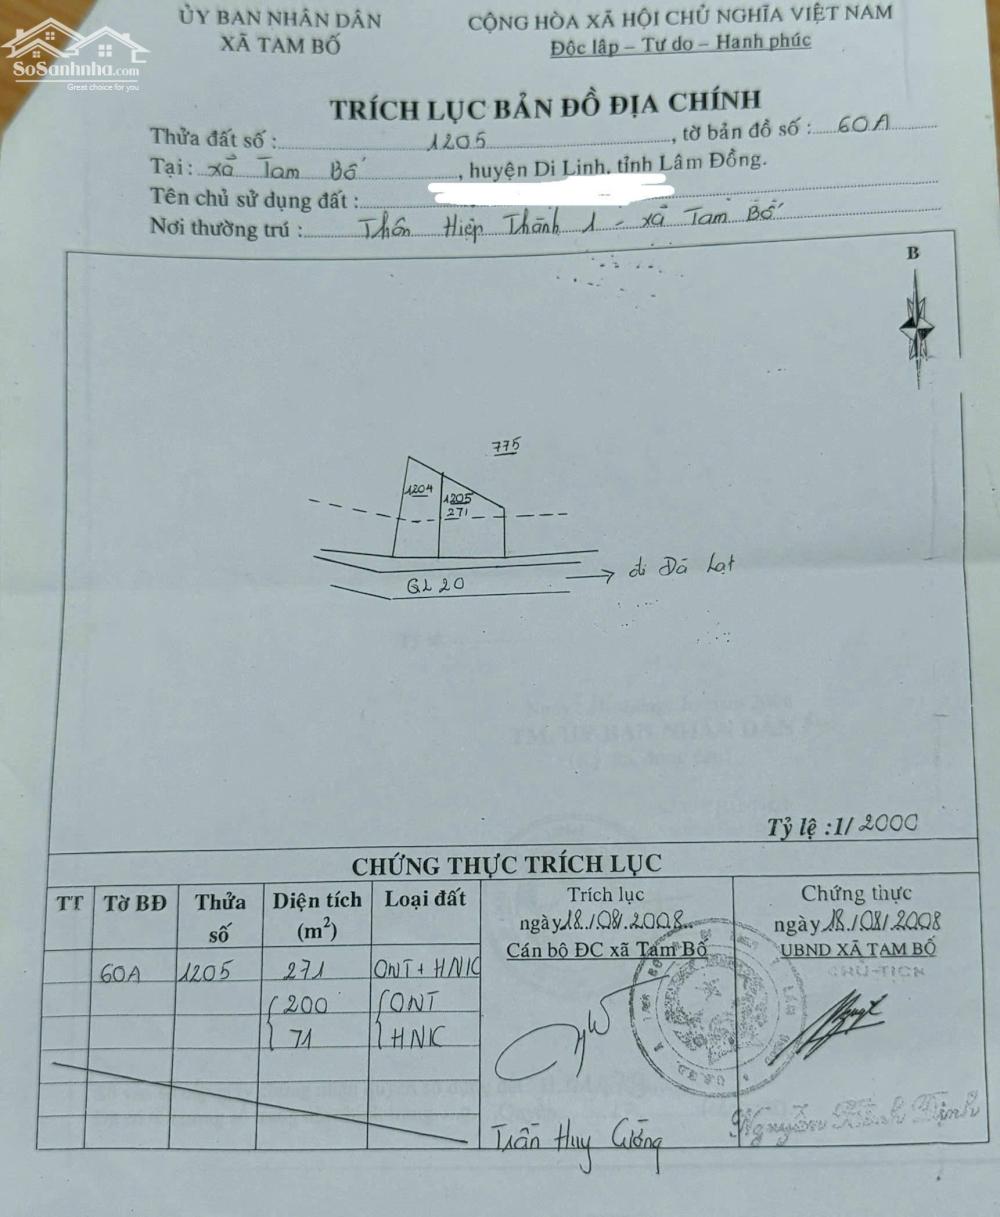 ỦY BAN NHÂN DÂN
XÃ TAM BỐ
CỘNG HÒA XÃ HỘI CHỦ NGHĨA VIỆT NAM
Độc lập – Tự do – Hạnh phúc
SoSanhnha.com
Great choice for you
TRÍCH LỤC BẢN ĐỒ ĐỊA CHÍNH
Thửa đất số : 1205 , tờ bản đồ số : 60A
Tại : xã Tam Bố , huyện Di Linh, tỉnh Lâm Đồng.
Tên chủ sử dụng đất :
Nơi thường trú : Thôn Hiệp Thành 1 - xã Tam Bố
B
775
1204
1205
271
QL 20
đi Đà Lạt
Tỷ lệ : 1/ 2000
CHỨNG THỰC TRÍCH LỤC
TT Tờ BĐ Thửa số Diện tích (m²) Loại đất
60A 1205 271 ONT + HNK
200 ONT
71 HNK
Trích lục
ngày 18/08/2008
Cán bộ ĐC xã Tam Bố
Trần Huy Cường
Chứng thực
ngày 18/08/2008
UBND XÃ TAM BỐ
CHỦ TỊCH
Nguyễn Định